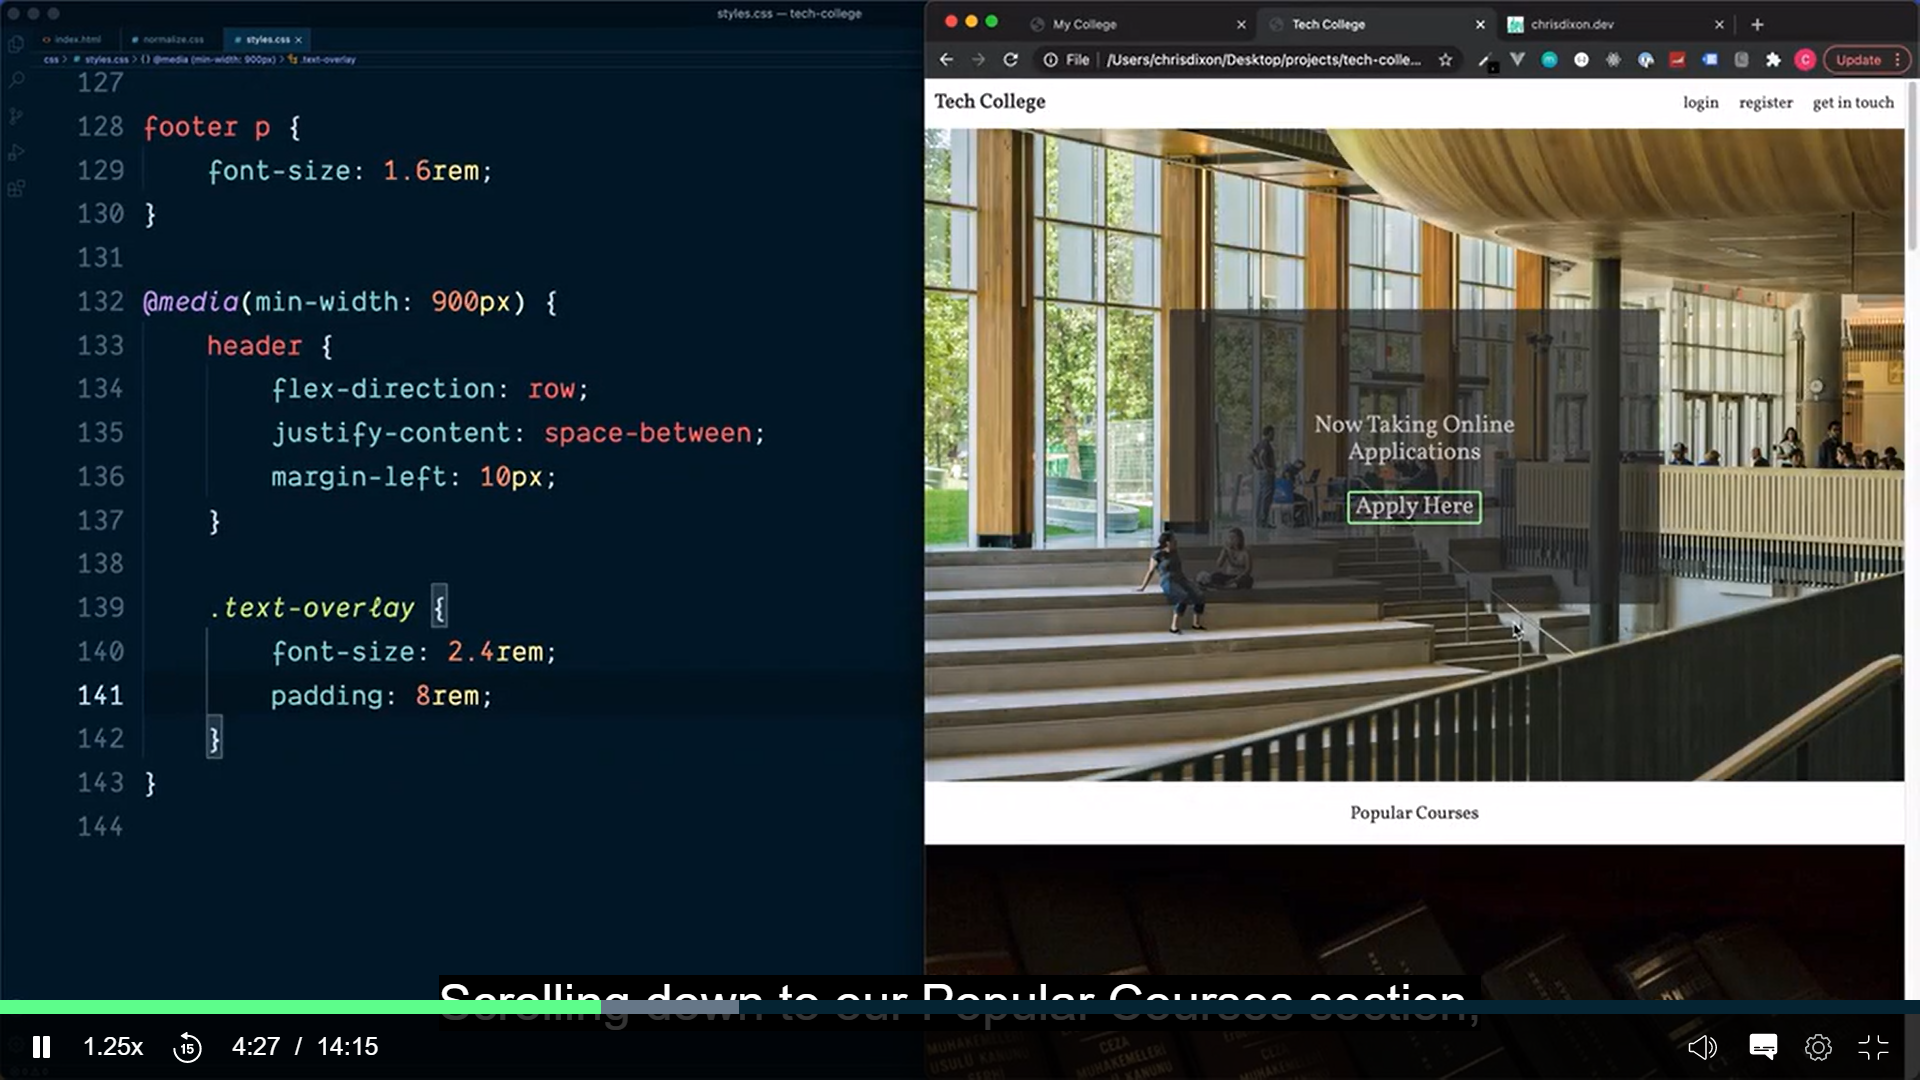 styles.css — tech-college
index.html
normalize.css
styles.css
css > styles.css > {} @media (min-width: 900px) > .text-overlay
127
128 footer p {
129 font-size: 1.6rem;
130 }
131
132 @media(min-width: 900px) {
133 header {
134 flex-direction: row;
135 justify-content: space-between;
136 margin-left: 10px;
137 }
138
139 .text-overlay {
140 font-size: 2.4rem;
141 padding: 8rem;
142 }
143 }
144
My College
Tech College
chrisdixon.dev
File
/Users/chrisdixon/Desktop/projects/tech-colle...
C
Update
Tech College
login register get in touch
Now Taking Online
Applications
Apply Here
Popular Courses
MUHAKEMELERİ
USULU KANUNU
CEZA
MUHAKEMELERİ
Scrolling down to our Popular Courses section,
1.25x
15
4:27 / 14:15